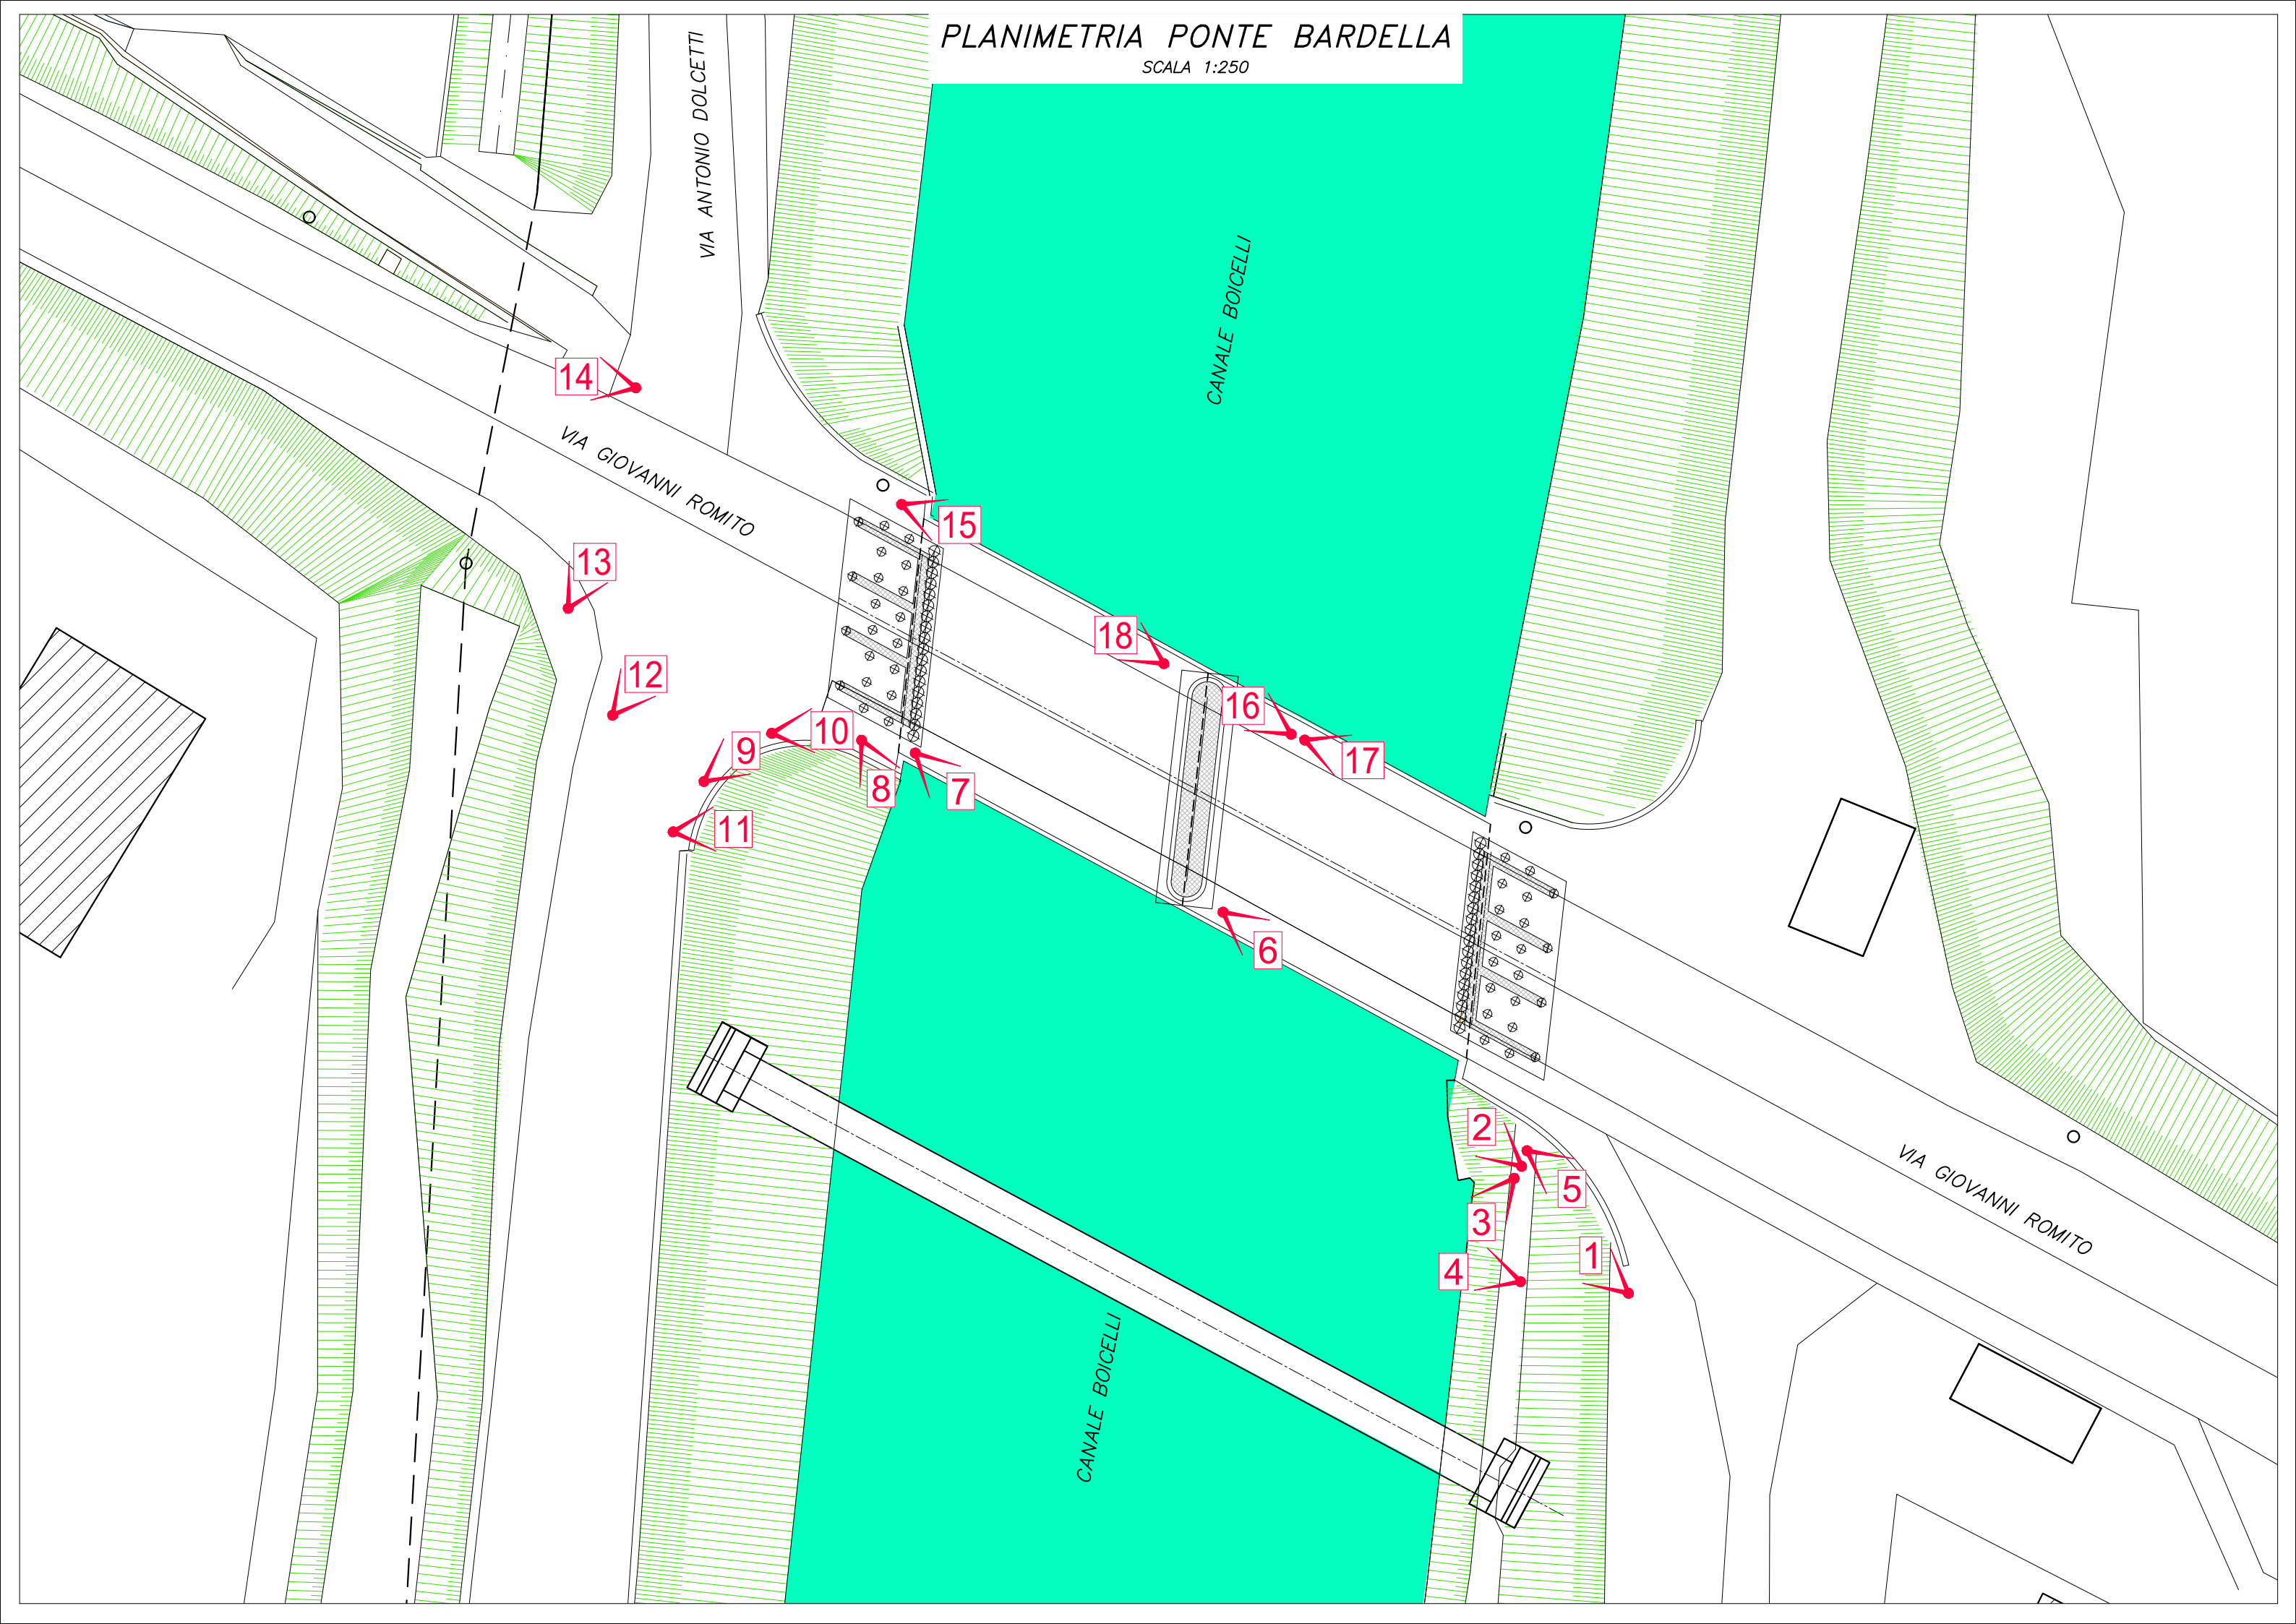 PLANIMETRIA PONTE BARDELLA
SCALA 1:250
VIA ANTONIO DOLCETTI
CANALE BOICELLI
14
VIA GIOVANNI ROMITO
15
13
18
12
16
10
9
17
8
7
11
6
2
5
VIA GIOVANNI ROMITO
3
1
4
CANALE BOICELLI